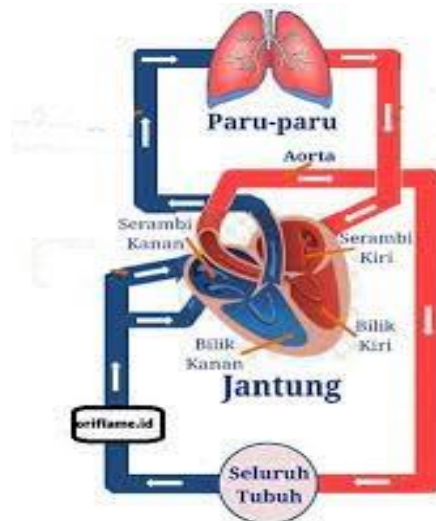 Paru-paru
Aorta
Serambi
Kanan
Serambi
Kiri
Bilik
Kiri
Bilik
Kanan
Jantung
oriflame.id
Seluruh
Tubuh